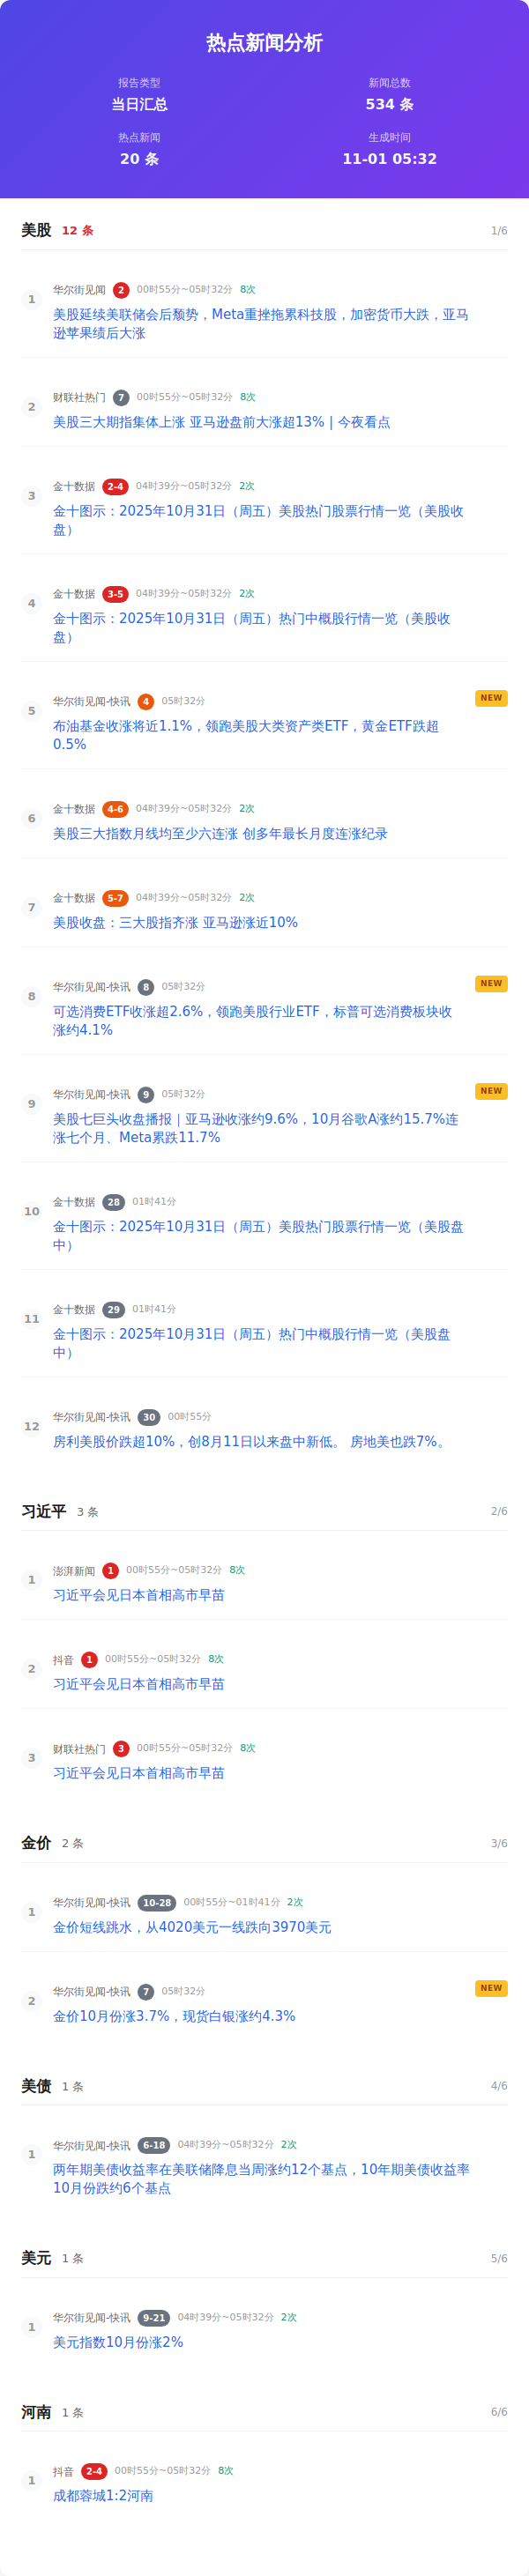 热点新闻分析
报告类型
当日汇总
新闻总数
534 条
热点新闻
20 条
生成时间
11-01 05:32
美股 12 条 1/6
1
华尔街见闻 2 00时55分~05时32分 8次
美股延续美联储会后颓势，Meta重挫拖累科技股，加密货币大跌，亚马
逊苹果绩后大涨
2
财联社热门 7 00时55分~05时32分 8次
美股三大期指集体上涨 亚马逊盘前大涨超13% | 今夜看点
3
金十数据 2-4 04时39分~05时32分 2次
金十图示：2025年10月31日（周五）美股热门股票行情一览（美股收
盘）
4
金十数据 3-5 04时39分~05时32分 2次
金十图示：2025年10月31日（周五）热门中概股行情一览（美股收
盘）
5
华尔街见闻-快讯 4 05时32分 NEW
布油基金收涨将近1.1%，领跑美股大类资产类ETF，黄金ETF跌超
0.5%
6
金十数据 4-6 04时39分~05时32分 2次
美股三大指数月线均至少六连涨 创多年最长月度连涨纪录
7
金十数据 5-7 04时39分~05时32分 2次
美股收盘：三大股指齐涨 亚马逊涨近10%
8
华尔街见闻-快讯 8 05时32分 NEW
可选消费ETF收涨超2.6%，领跑美股行业ETF，标普可选消费板块收
涨约4.1%
9
华尔街见闻-快讯 9 05时32分 NEW
美股七巨头收盘播报｜亚马逊收涨约9.6%，10月谷歌A涨约15.7%连
涨七个月、Meta累跌11.7%
10
金十数据 28 01时41分
金十图示：2025年10月31日（周五）美股热门股票行情一览（美股盘
中）
11
金十数据 29 01时41分
金十图示：2025年10月31日（周五）热门中概股行情一览（美股盘
中）
12
华尔街见闻-快讯 30 00时55分
房利美股价跌超10%，创8月11日以来盘中新低。 房地美也跌7%。
习近平 3 条 2/6
1
澎湃新闻 1 00时55分~05时32分 8次
习近平会见日本首相高市早苗
2
抖音 1 00时55分~05时32分 8次
习近平会见日本首相高市早苗
3
财联社热门 3 00时55分~05时32分 8次
习近平会见日本首相高市早苗
金价 2 条 3/6
1
华尔街见闻-快讯 10-28 00时55分~01时41分 2次
金价短线跳水，从4020美元一线跌向3970美元
2
华尔街见闻-快讯 7 05时32分 NEW
金价10月份涨3.7%，现货白银涨约4.3%
美债 1 条 4/6
1
华尔街见闻-快讯 6-18 04时39分~05时32分 2次
两年期美债收益率在美联储降息当周涨约12个基点，10年期美债收益率
10月份跌约6个基点
美元 1 条 5/6
1
华尔街见闻-快讯 9-21 04时39分~05时32分 2次
美元指数10月份涨2%
河南 1 条 6/6
1
抖音 2-4 00时55分~05时32分 8次
成都蓉城1:2河南